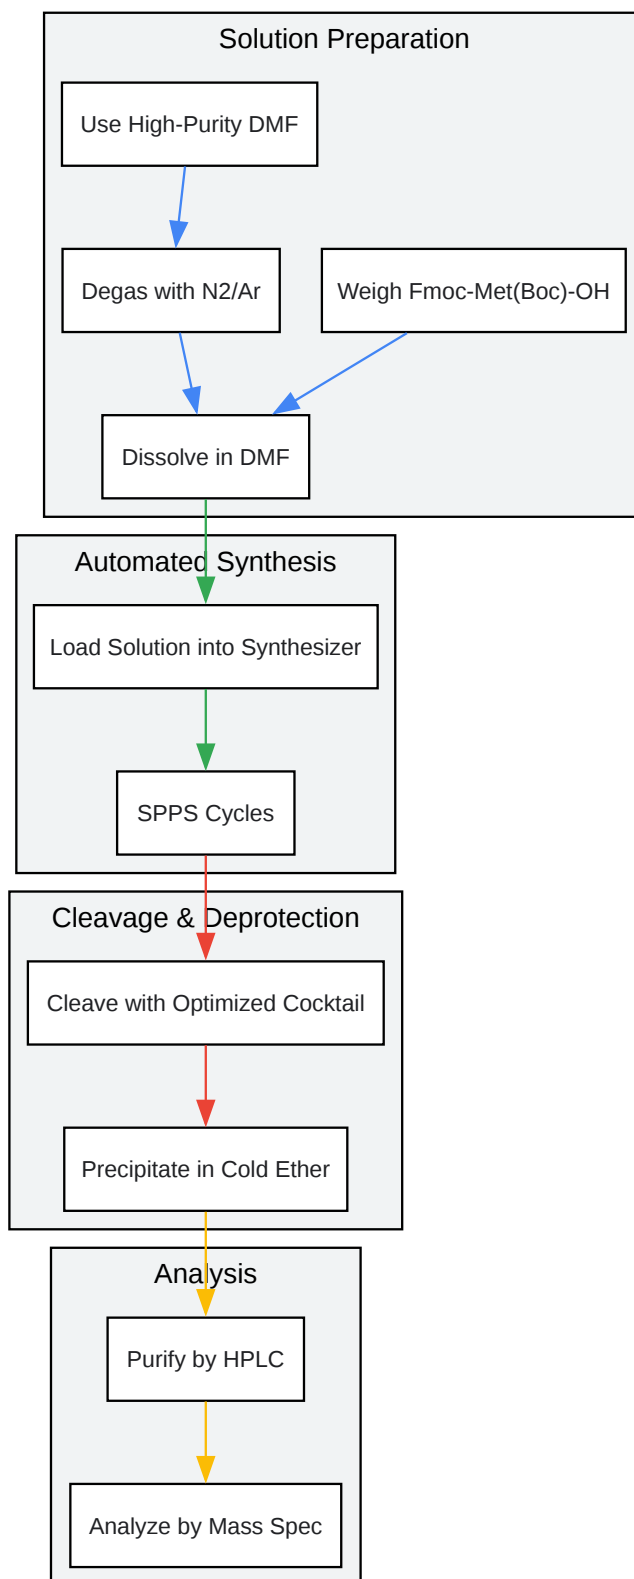 Solution Preparation
Use High-Purity DMF
Degas with N2/Ar
Weigh Fmoc-Met(Boc)-OH
Dissolve in DMF
Automated Synthesis
Load Solution into Synthesizer
SPPS Cycles
Cleavage & Deprotection
Cleave with Optimized Cocktail
Precipitate in Cold Ether
Analysis
Purify by HPLC
Analyze by Mass Spec